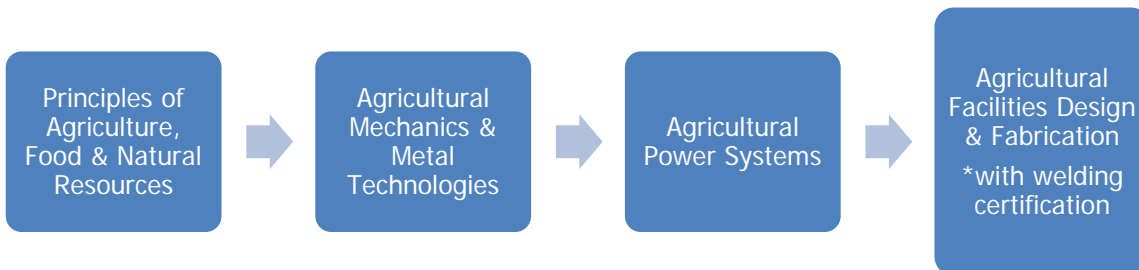 Principles of
Agriculture,
Food & Natural
Resources
Agricultural
Mechanics &
Metal
Technologies
Agricultural
Power Systems
Agricultural
Facilities Design
& Fabrication
*with welding
certification